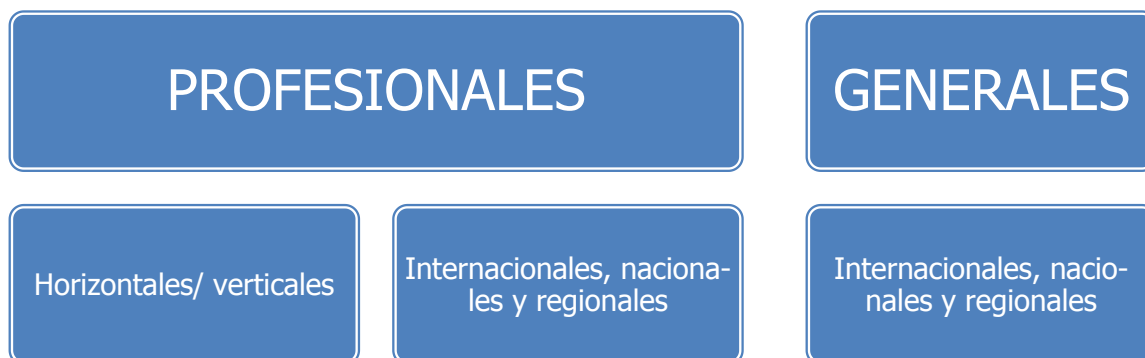 PROFESIONALES
GENERALES
Horizontales/ verticales
Internacionales, naciona-
les y regionales
Internacionales, nacio-
nales y regionales